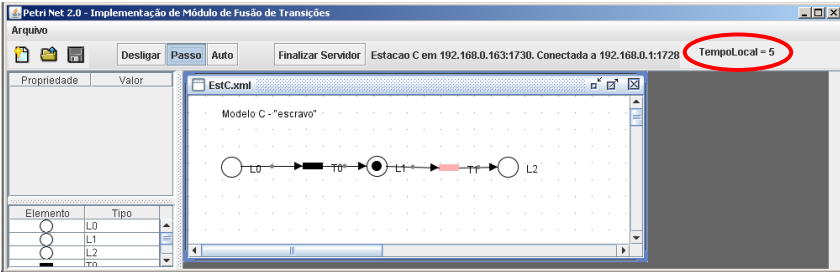 Petri Net 2.0 - Implementação de Módulo de Fusão de Transições
Arquivo
Desligar Passo Auto Finalizar Servidor Estacao C em 192.168.0.163:1730. Conectada a 192.168.0.1:1728 TempoLocal = 5
Propriedade Valor
EstC.xml
Modelo C - "escravo"
L0 T0 L1 T1 L2
Elemento Tipo
L0
L1
L2
T0